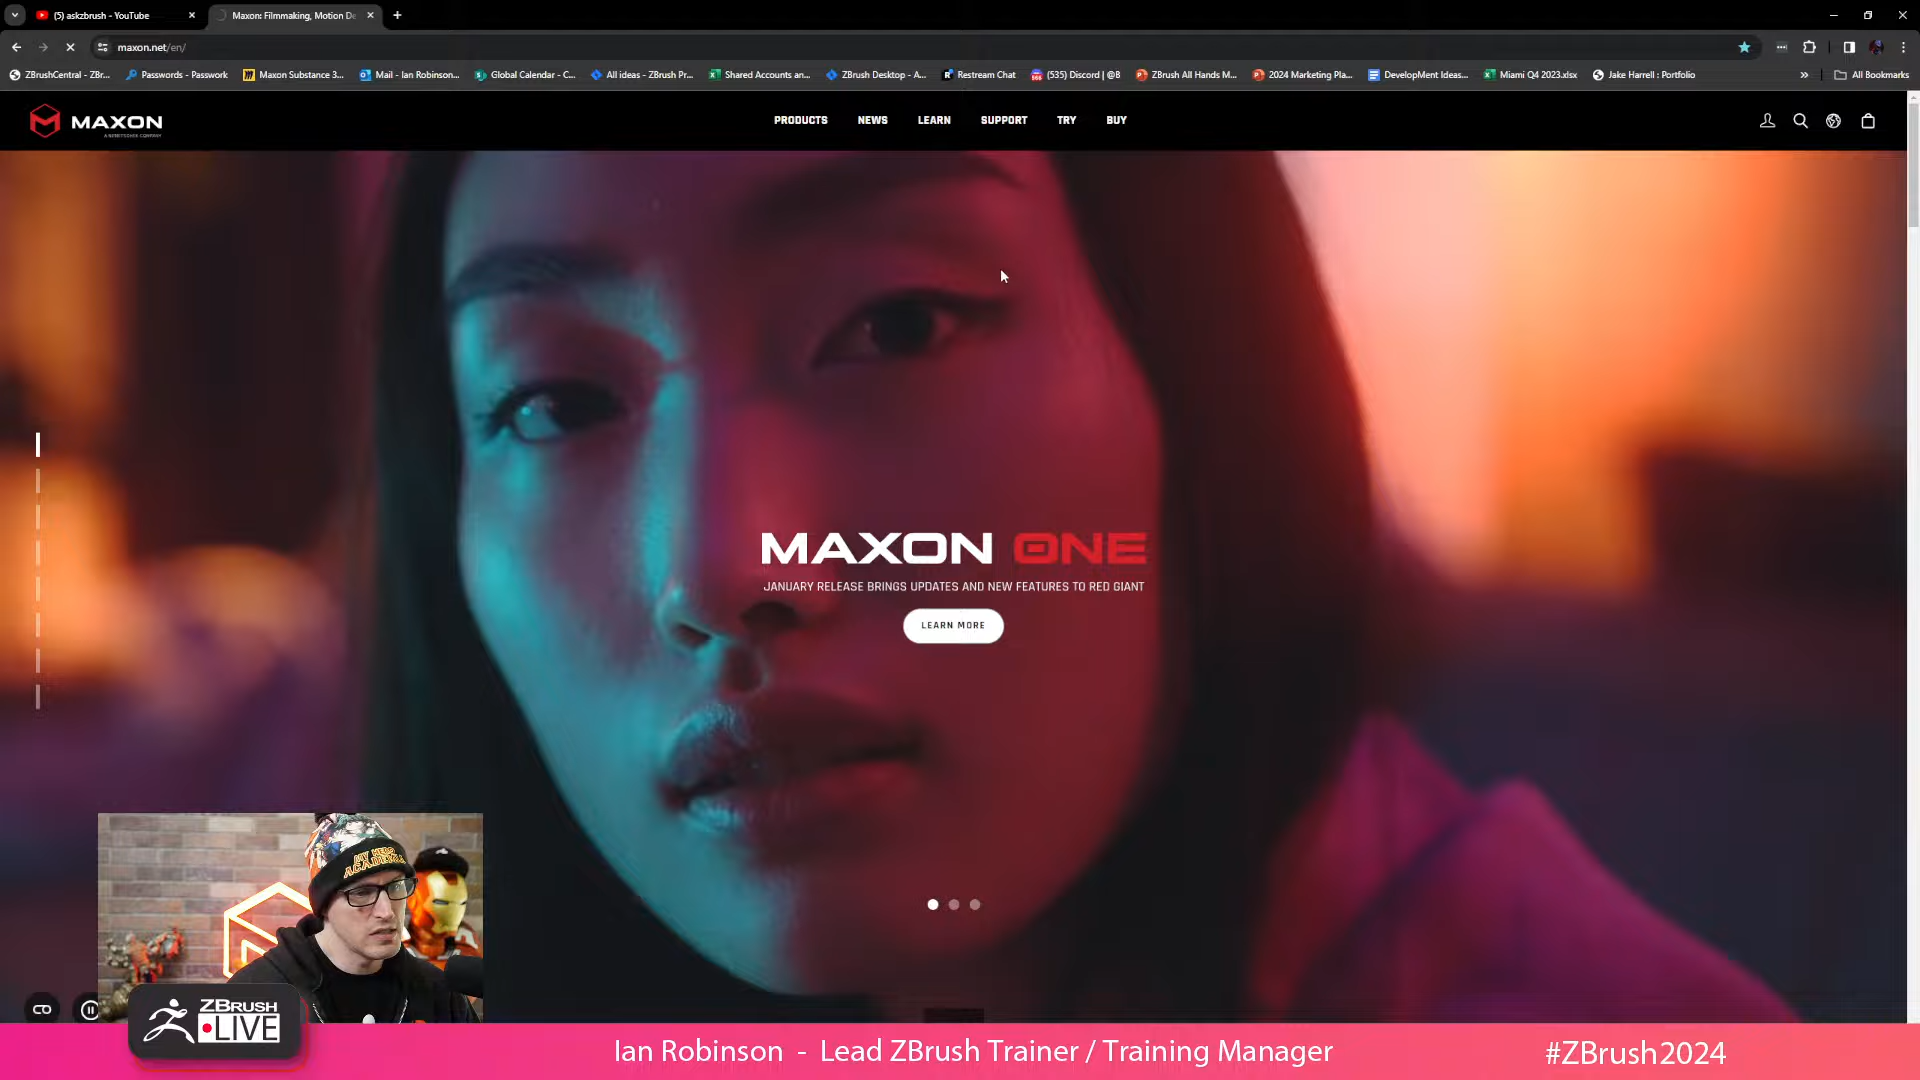 (5) askzbrush - YouTube
Maxon: Filmmaking, Motion De
maxon.net/en/
ZBrushCentral - ZBr...
Passwords - Passwork
Maxon Substance 3...
Mail - Ian Robinson...
Global Calendar - C...
All ideas - ZBrush Pr...
Shared Accounts an...
ZBrush Desktop - A...
Restream Chat
(535) Discord | @B
ZBrush All Hands M...
2024 Marketing Pla...
DevelopMent Ideas...
Miami Q4 2023.xlsx
Jake Harrell : Portfolio
All Bookmarks
MAXON
A NEMETSCHEK COMPANY
PRODUCTS
NEWS
LEARN
SUPPORT
TRY
BUY
MAXON ONE
JANUARY RELEASE BRINGS UPDATES AND NEW FEATURES TO RED GIANT
LEARN MORE
ZBRUSH
LIVE
Ian Robinson - Lead ZBrush Trainer / Training Manager
#ZBrush2024